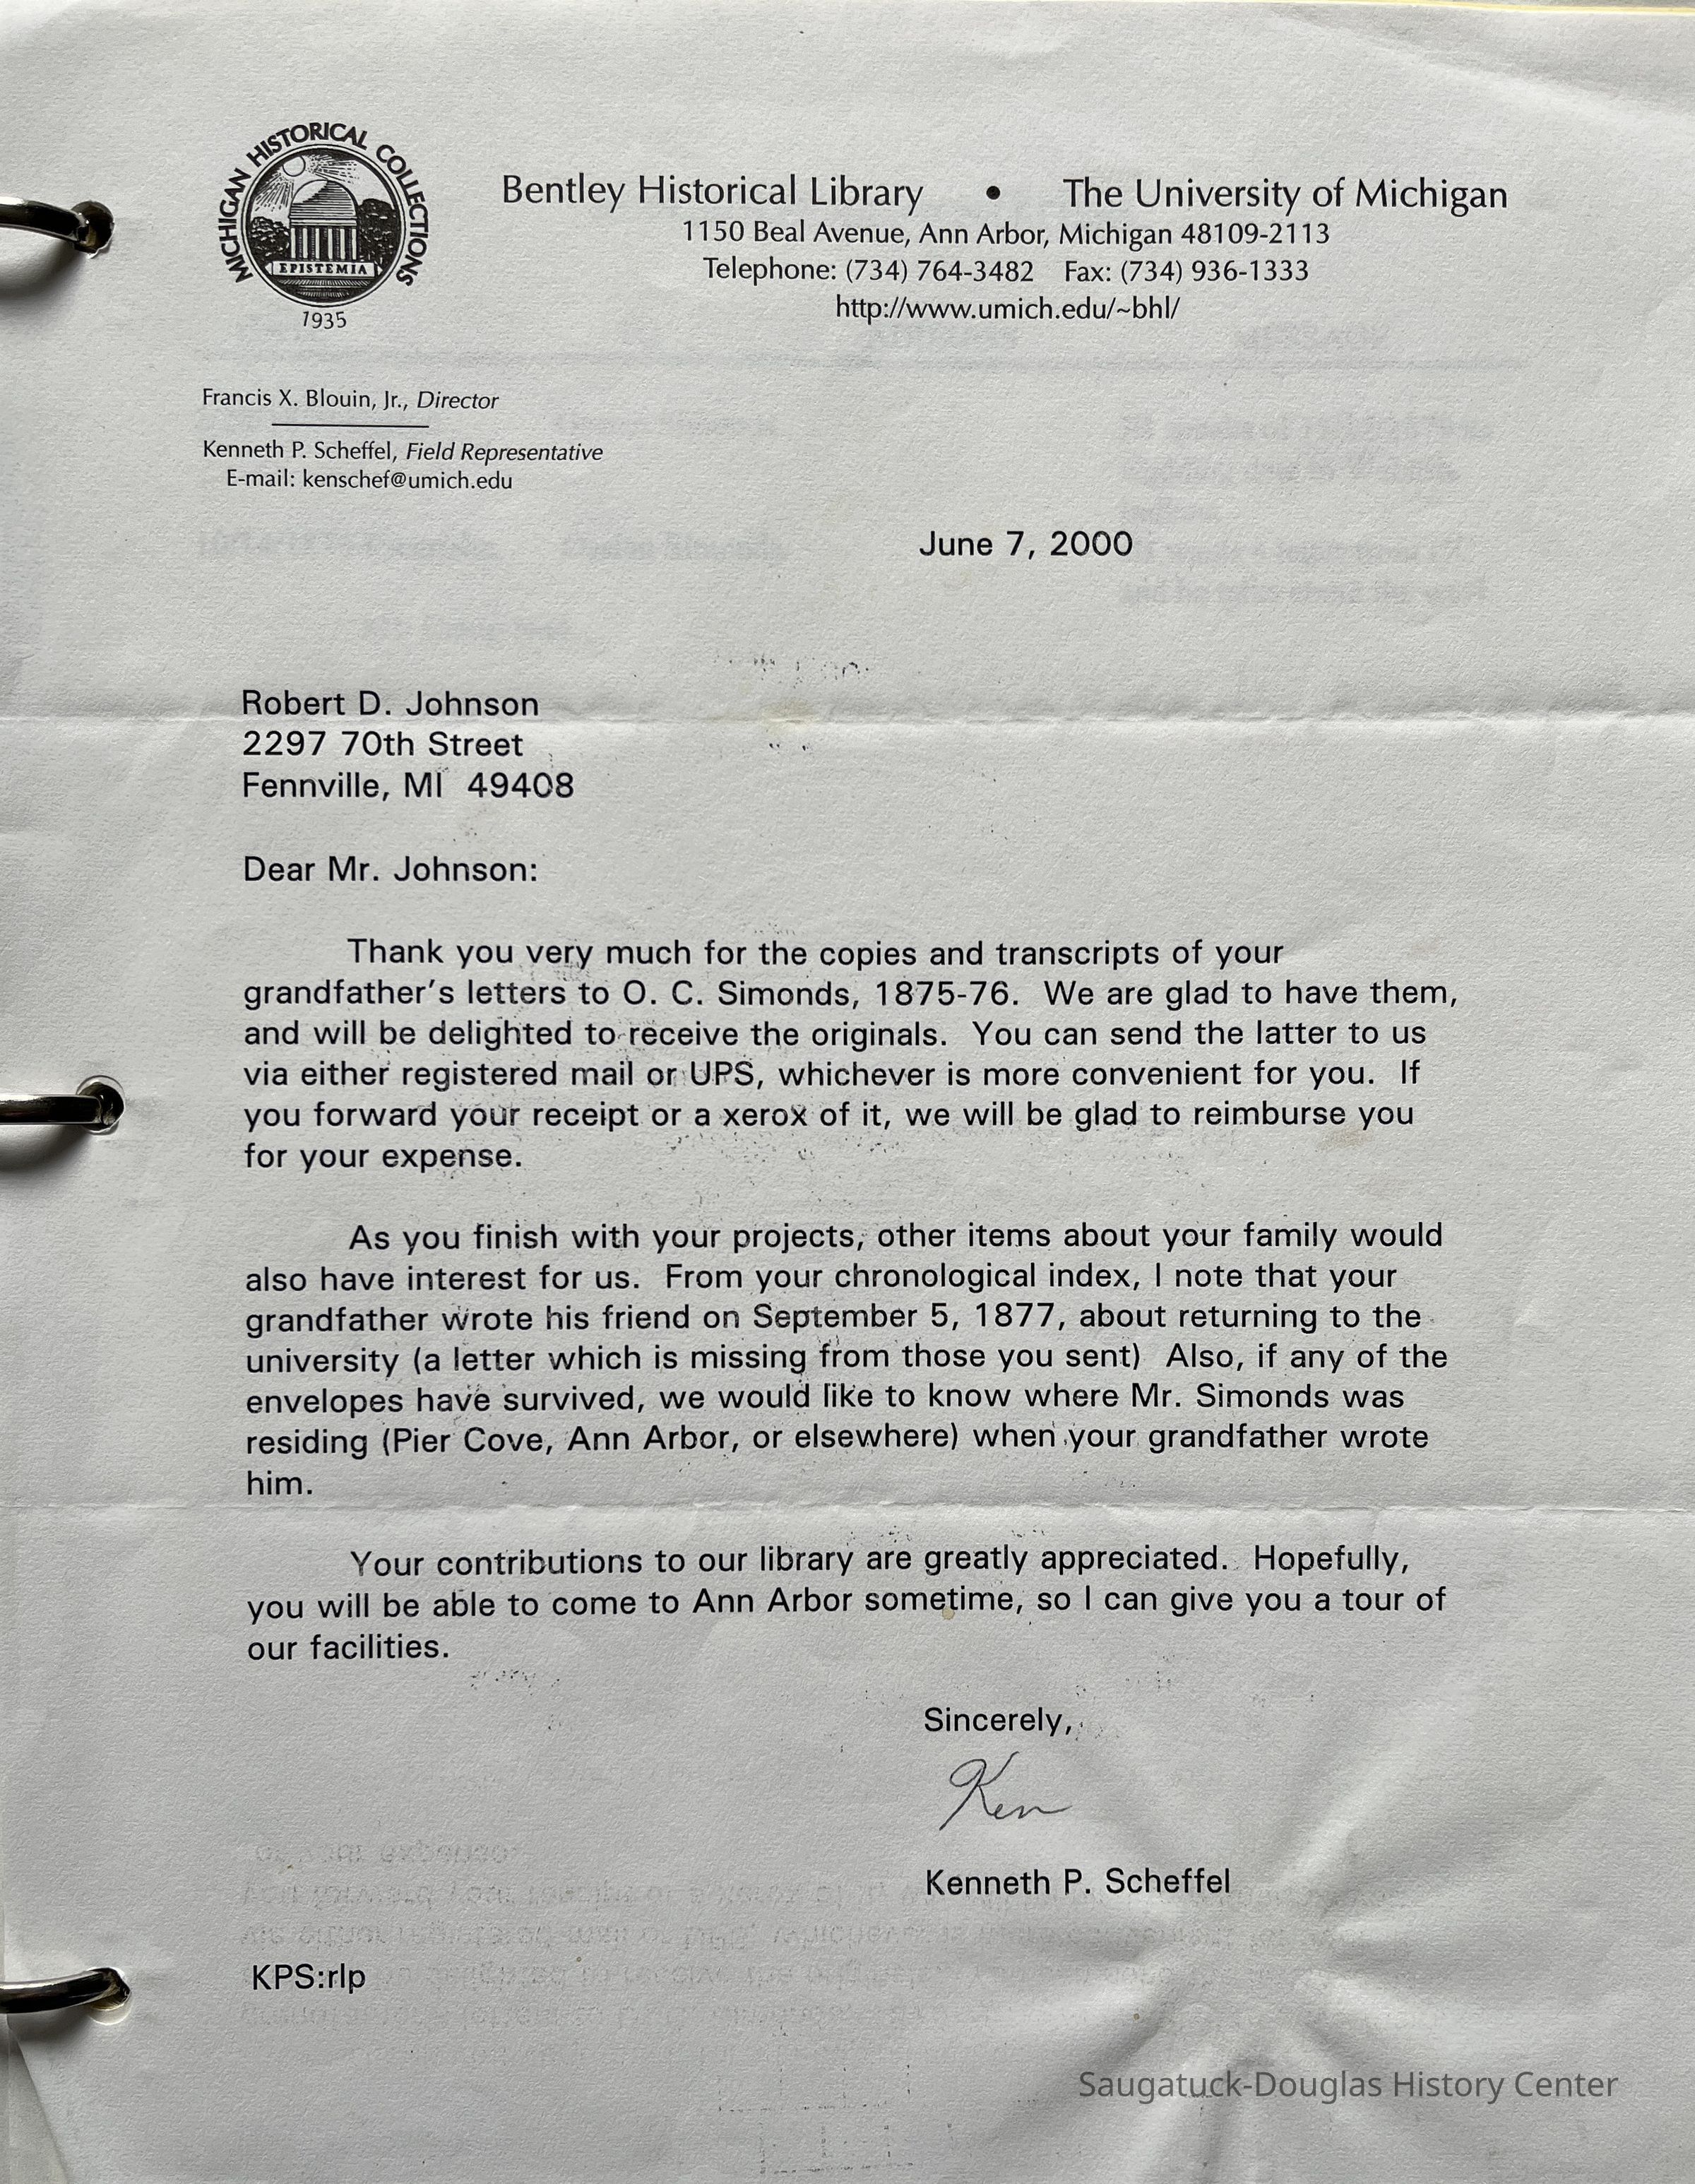 MICHIGAN HISTORICAL COLLECTIONS
EPISTEMIA
1935
Bentley Historical Library • The University of Michigan
1150 Beal Avenue, Ann Arbor, Michigan 48109-2113
Telephone: (734) 764-3482 Fax: (734) 936-1333
http://www.umich.edu/~bhl/
Francis X. Blouin, Jr., Director
Kenneth P. Scheffel, Field Representative
E-mail: kenschef@umich.edu
June 7, 2000
Robert D. Johnson
2297 70th Street
Fennville, MI 49408
Dear Mr. Johnson:
Thank you very much for the copies and transcripts of your
grandfather's letters to O. C. Simonds, 1875-76. We are glad to have them,
and will be delighted to receive the originals. You can send the latter to us
via either registered mail or UPS, whichever is more convenient for you. If
you forward your receipt or a xerox of it, we will be glad to reimburse you
for your expense.
As you finish with your projects, other items about your family would
also have interest for us. From your chronological index, I note that your
grandfather wrote his friend on September 5, 1877, about returning to the
university (a letter which is missing from those you sent) Also, if any of the
envelopes have survived, we would like to know where Mr. Simonds was
residing (Pier Cove, Ann Arbor, or elsewhere) when your grandfather wrote
him.
Your contributions to our library are greatly appreciated. Hopefully,
you will be able to come to Ann Arbor sometime, so I can give you a tour of
our facilities.
Sincerely,
Ken
Kenneth P. Scheffel
KPS:rlp
Saugatuck-Douglas History Center